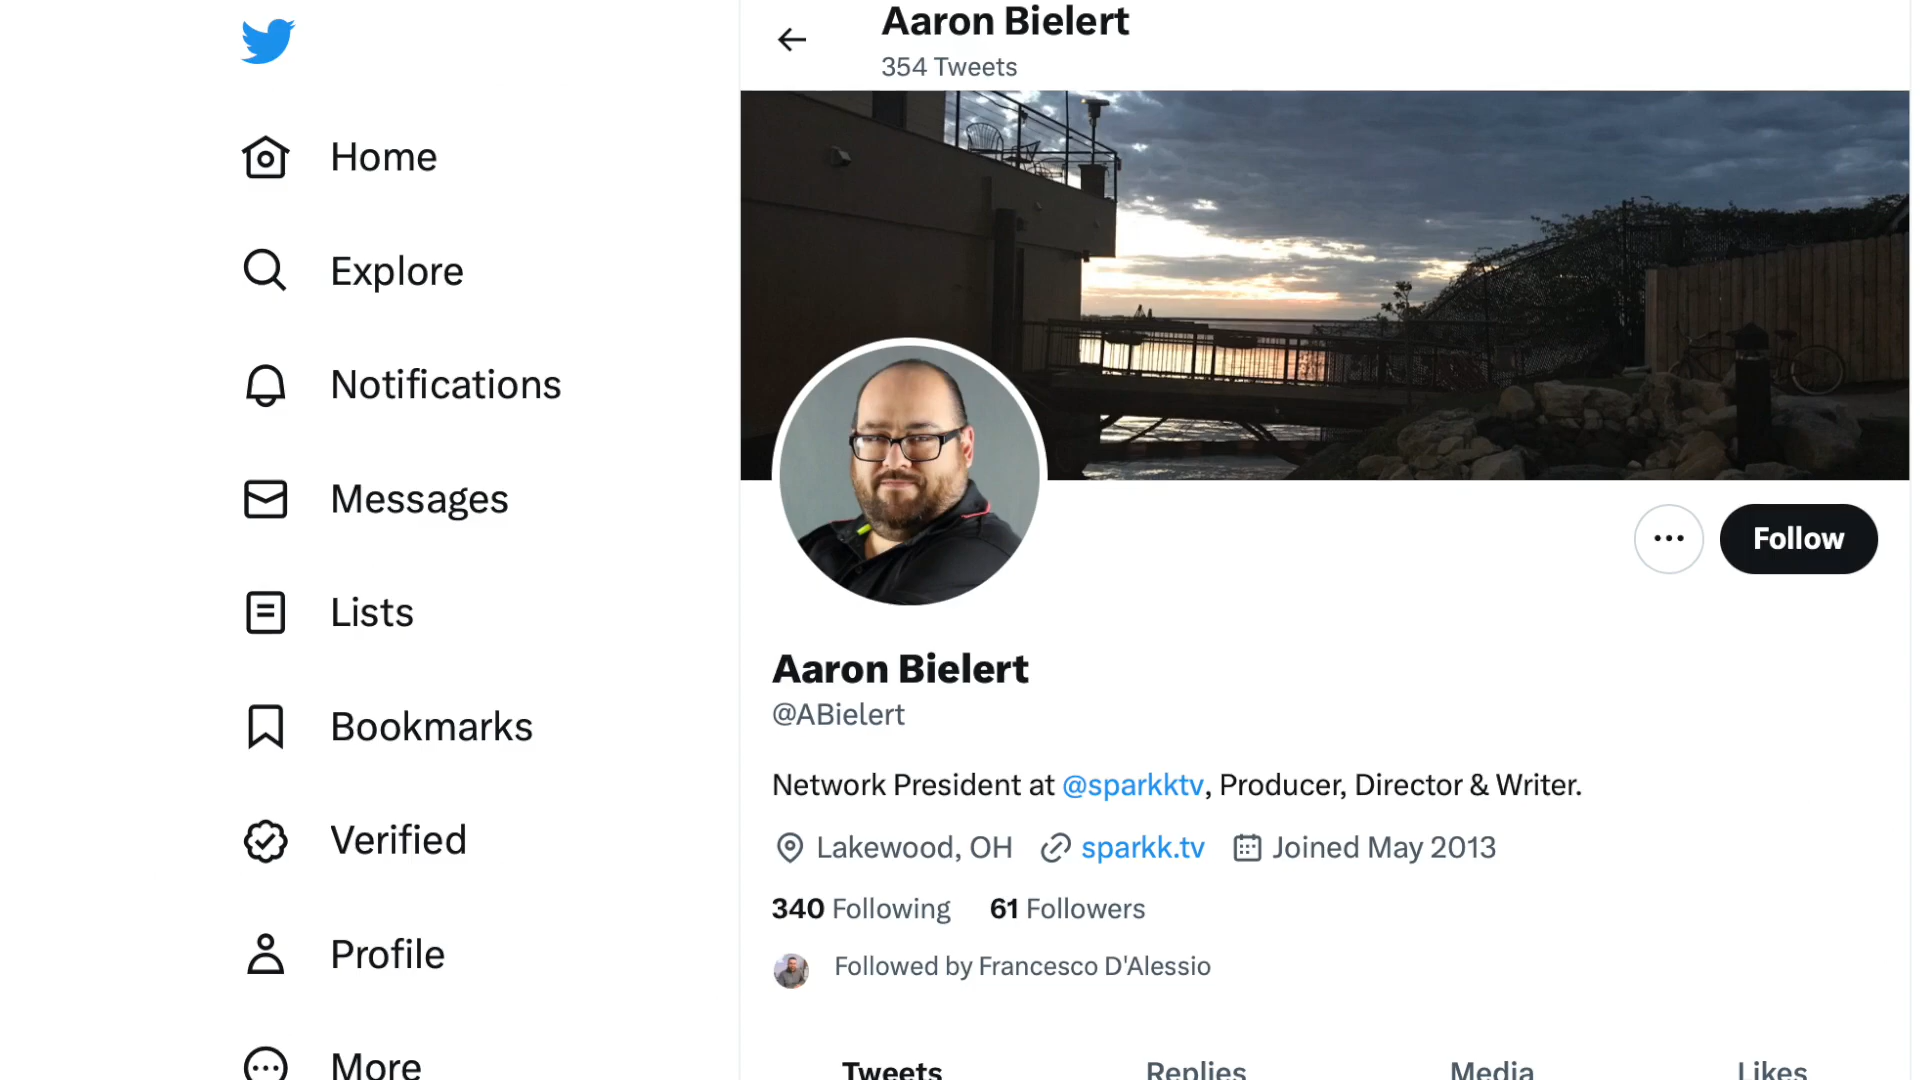 Aaron Bielert
354 Tweets
Home
Explore
Notifications
Messages
Lists
Bookmarks
Verified
Profile
More
Follow
Aaron Bielert
@ABielert
Network President at @sparkktv, Producer, Director & Writer.
Lakewood, OH sparkk.tv Joined May 2013
340 Following 61 Followers
Followed by Francesco D'Alessio
Tweets Replies Media Likes